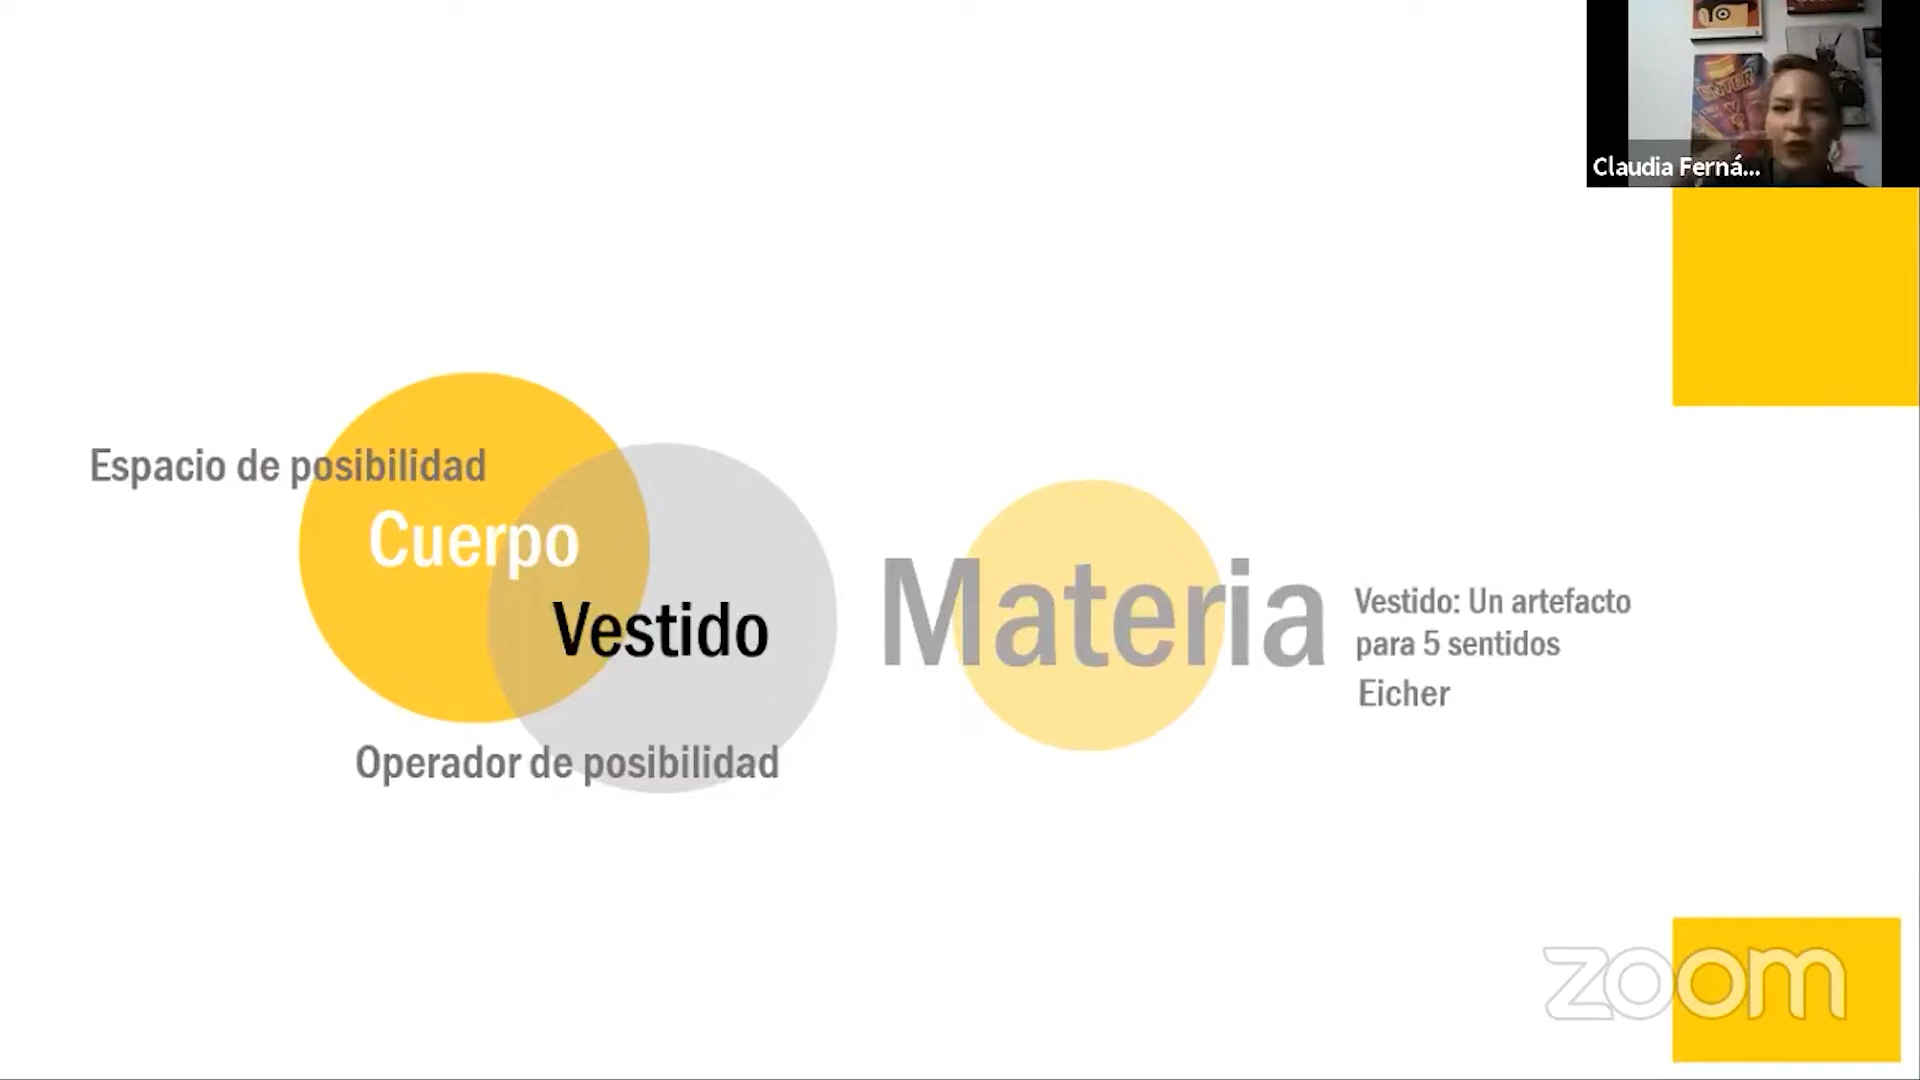 Claudia Ferná...
Espacio de posibilidad
Cuerpo
Vestido
Operador de posibilidad
Materia
Vestido: Un artefacto
para 5 sentidos
Eicher
zoom